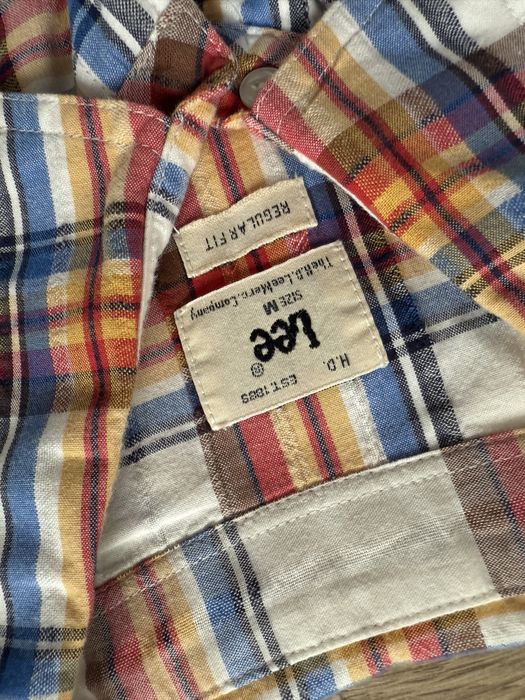 H.D. EST.1889
Lee ®
SIZE M
The H.D.Lee Merc. Company
REGULAR FIT